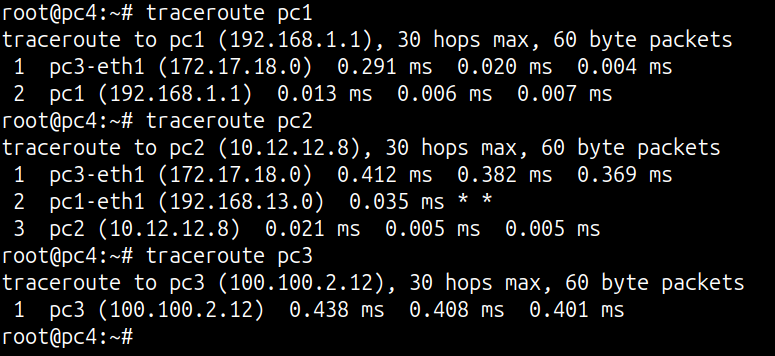 root@pc4:~# traceroute pc1
traceroute to pc1 (192.168.1.1), 30 hops max, 60 byte packets
 1  pc3-eth1 (172.17.18.0)  0.291 ms  0.020 ms  0.004 ms
 2  pc1 (192.168.1.1)  0.013 ms  0.006 ms  0.007 ms
root@pc4:~# traceroute pc2
traceroute to pc2 (10.12.12.8), 30 hops max, 60 byte packets
 1  pc3-eth1 (172.17.18.0)  0.412 ms  0.382 ms  0.369 ms
 2  pc1-eth1 (192.168.13.0)  0.035 ms * *
 3  pc2 (10.12.12.8)  0.021 ms  0.005 ms  0.005 ms
root@pc4:~# traceroute pc3
traceroute to pc3 (100.100.2.12), 30 hops max, 60 byte packets
 1  pc3 (100.100.2.12)  0.438 ms  0.408 ms  0.401 ms
root@pc4:~#